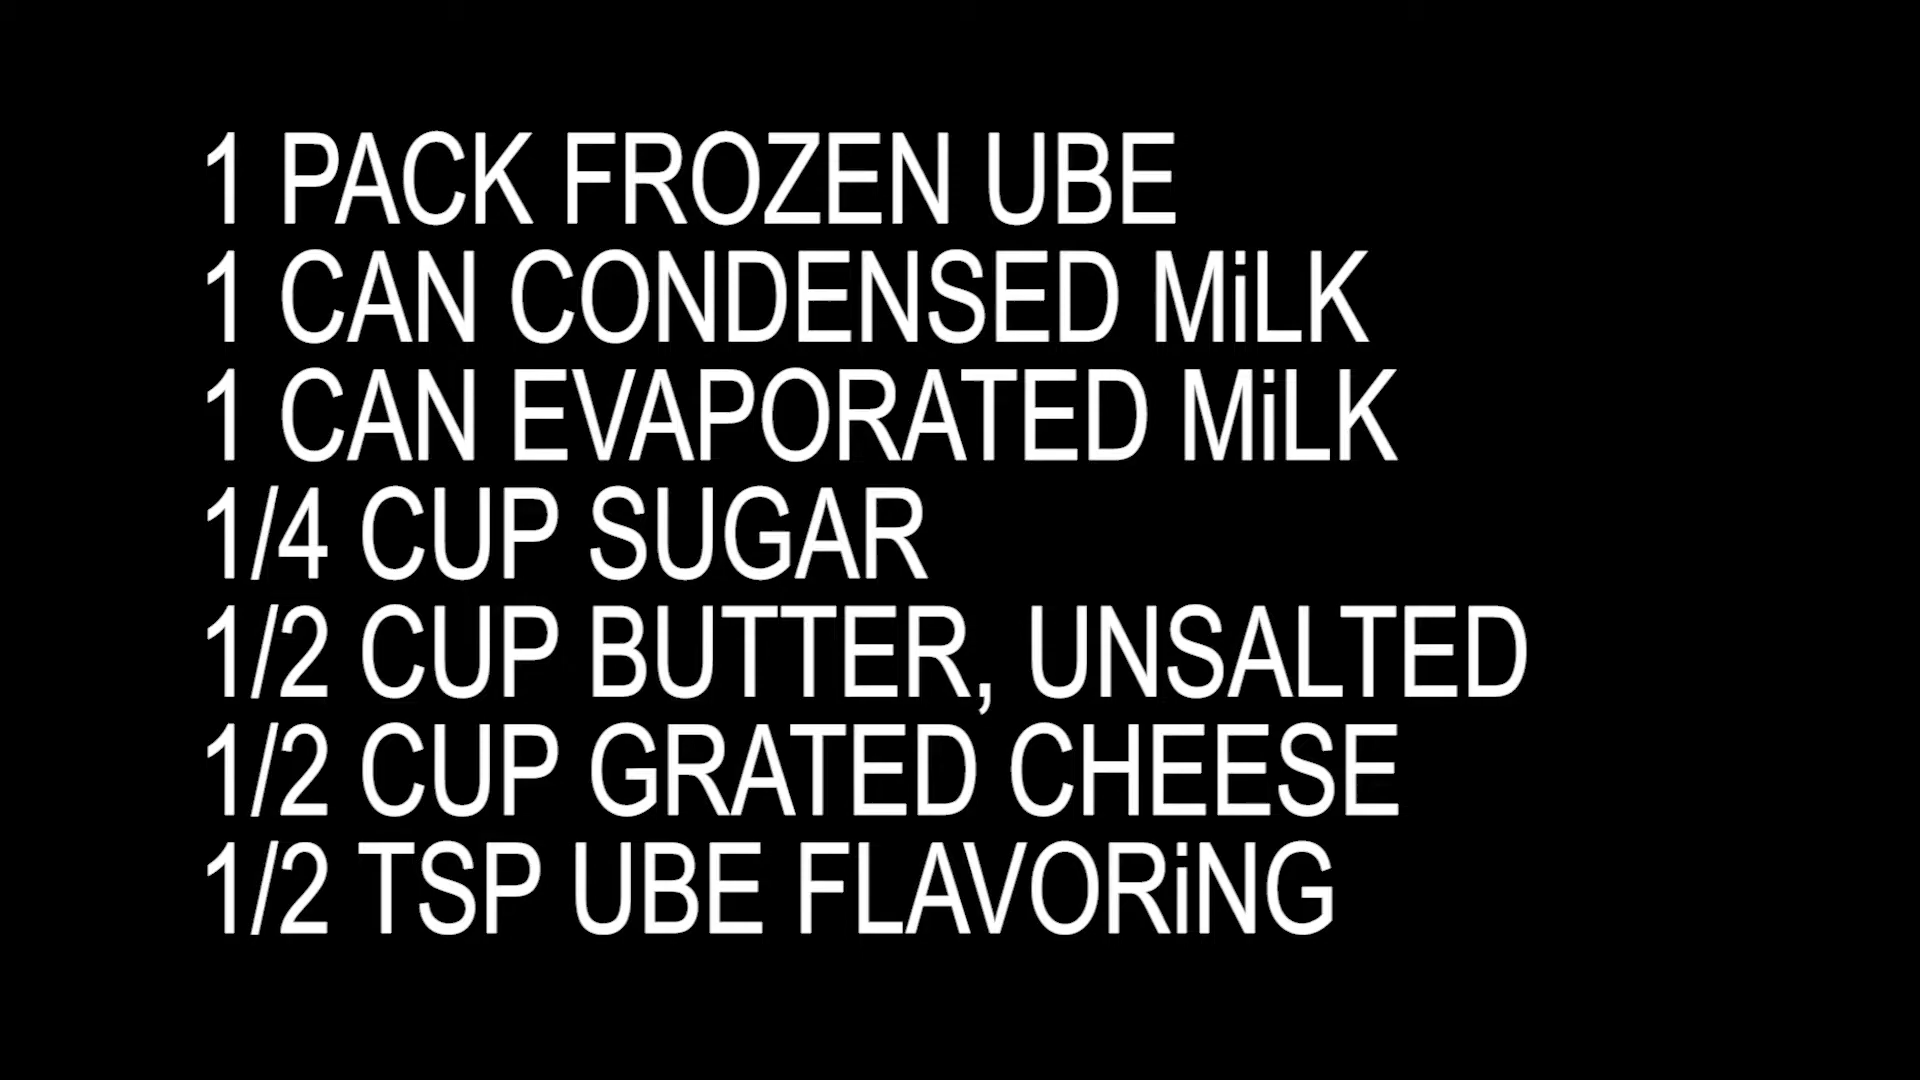 1 PACK FROZEN UBE
1 CAN CONDENSED MiLK
1 CAN EVAPORATED MiLK
1/4 CUP SUGAR
1/2 CUP BUTTER, UNSALTED
1/2 CUP GRATED CHEESE
1/2 TSP UBE FLAVORiNG